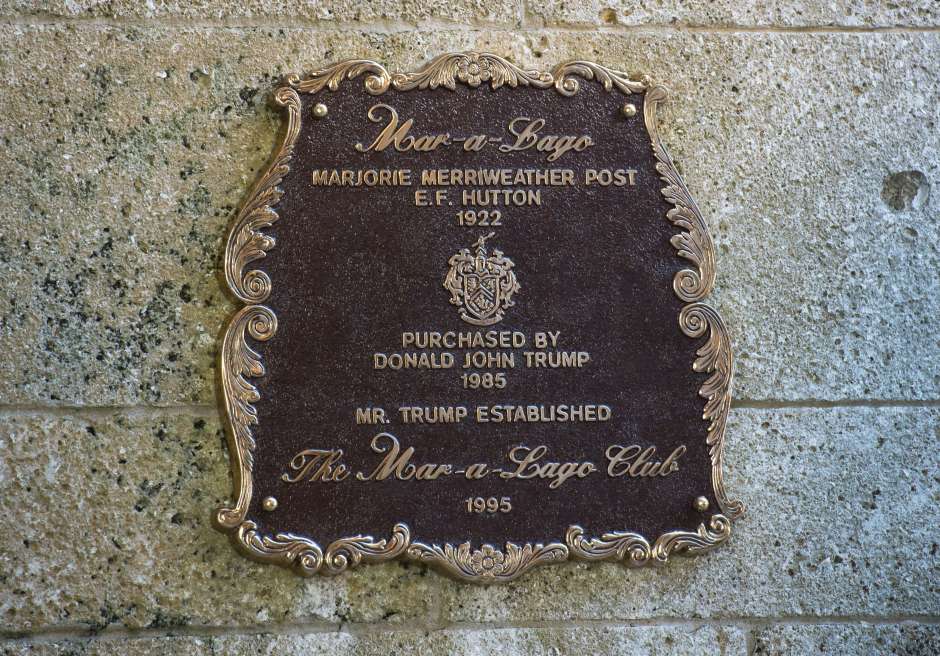 Mar-a-Lago
MARJORIE MERRIWEATHER POST
E.F. HUTTON
1922
PURCHASED BY
DONALD JOHN TRUMP
1985
MR. TRUMP ESTABLISHED
The Mar-a-Lago Club
1995